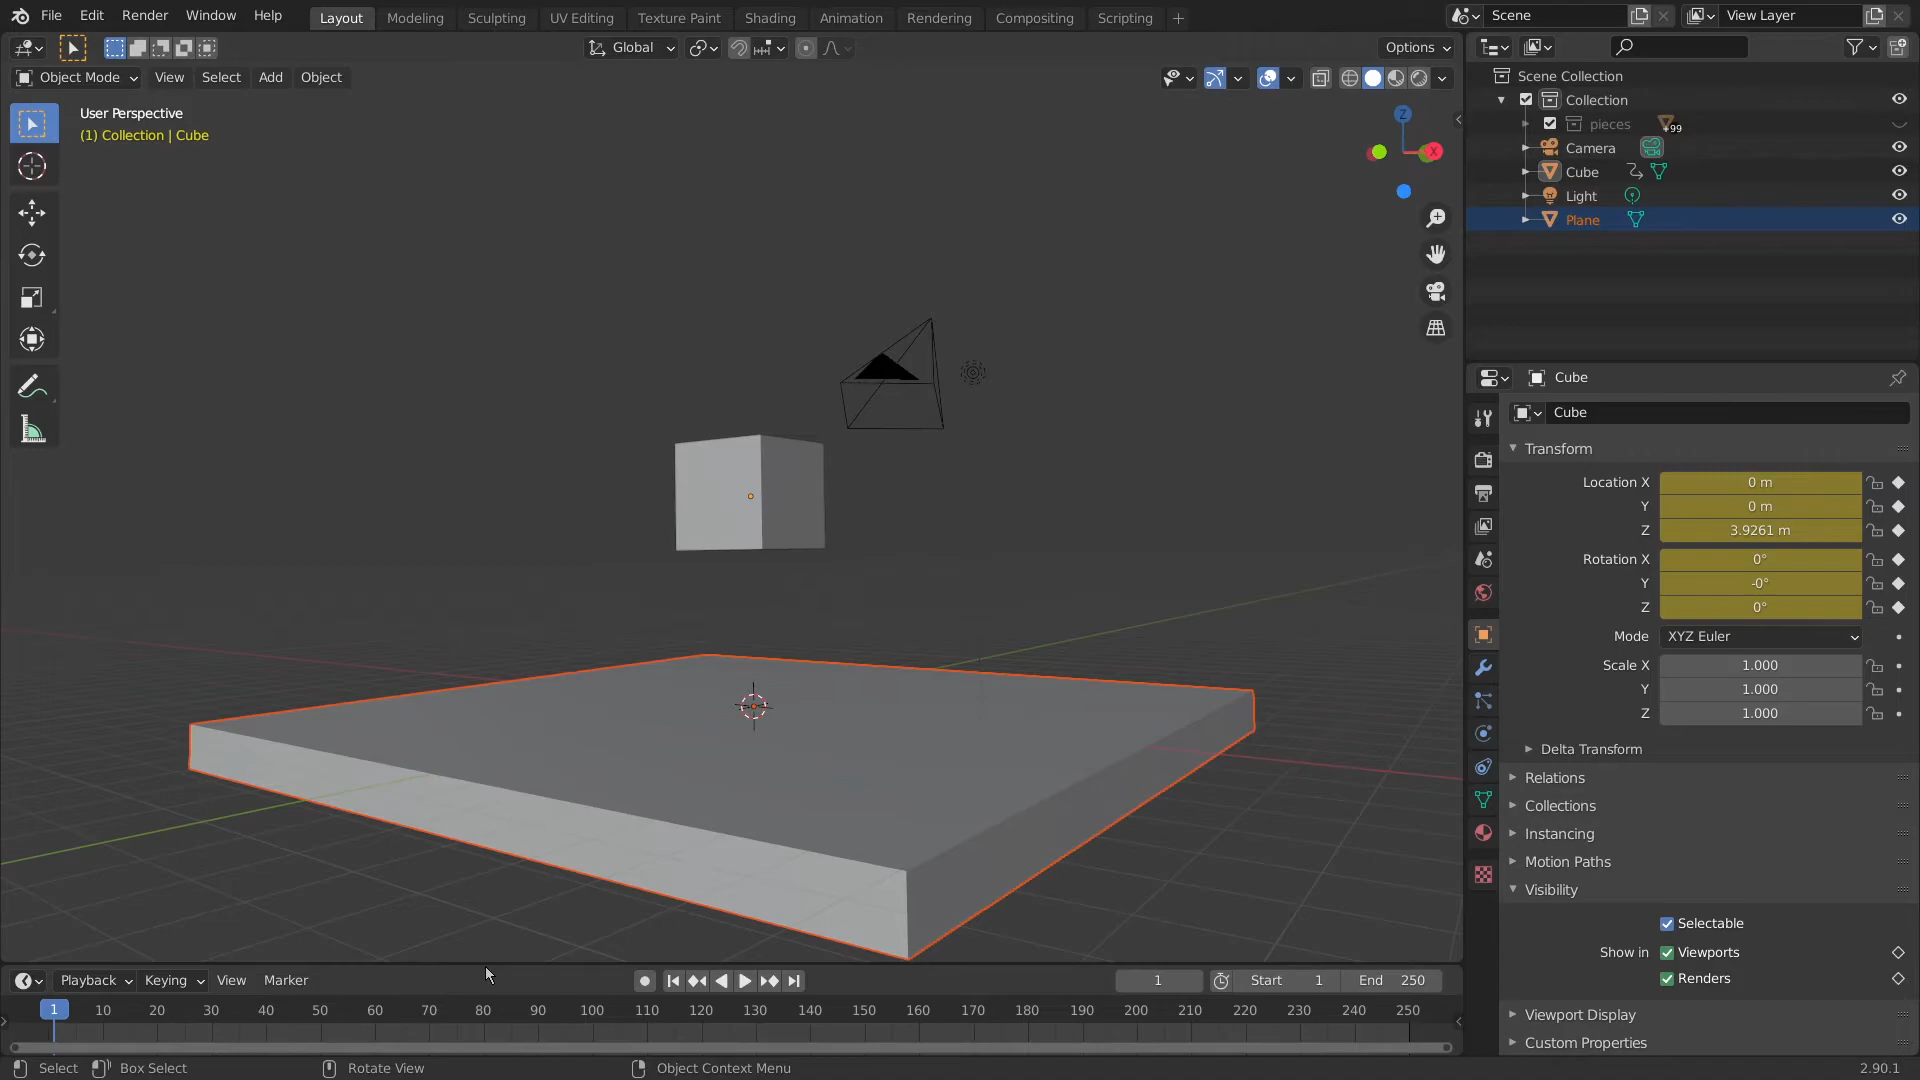 File Edit Render Window Help Layout Modeling Sculpting UV Editing Texture Paint Shading Animation Rendering Compositing Scripting + Scene View Layer
Global Options
Object Mode View Select Add Object
User Perspective
(1) Collection | Cube
Z
X
Scene Collection
Collection
pieces +99
Camera
Cube
Light
Plane
Cube
Cube
Transform
Location X 0 m
Y 0 m
Z 3.9261 m
Rotation X 0°
Y -0°
Z 0°
Mode XYZ Euler
Scale X 1.000
Y 1.000
Z 1.000
Delta Transform
Relations
Collections
Instancing
Motion Paths
Visibility
Selectable
Show in Viewports
Renders
Viewport Display
Custom Properties
Playback Keying View Marker 1 Start 1 End 250
1 10 20 30 40 50 60 70 80 90 100 110 120 130 140 150 160 170 180 190 200 210 220 230 240 250
Select Box Select Rotate View Object Context Menu 2.90.1